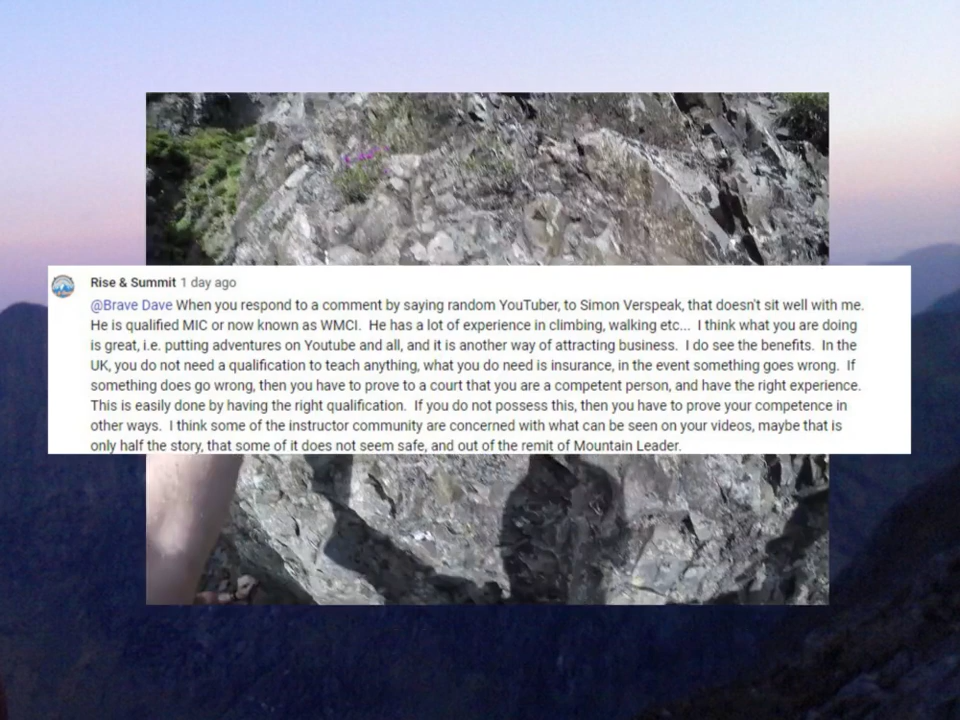 Rise & Summit 1 day ago
@Brave Dave When you respond to a comment by saying random YouTuber, to Simon Verspeak, that doesn't sit well with me.
He is qualified MIC or now known as WMCI. He has a lot of experience in climbing, walking etc... I think what you are doing
is great, i.e. putting adventures on Youtube and all, and it is another way of attracting business. I do see the benefits. In the
UK, you do not need a qualification to teach anything, what you do need is insurance, in the event something goes wrong. If
something does go wrong, then you have to prove to a court that you are a competent person, and have the right experience.
This is easily done by having the right qualification. If you do not possess this, then you have to prove your competence in
other ways. I think some of the instructor community are concerned with what can be seen on your videos, maybe that is
only half the story, that some of it does not seem safe, and out of the remit of Mountain Leader.